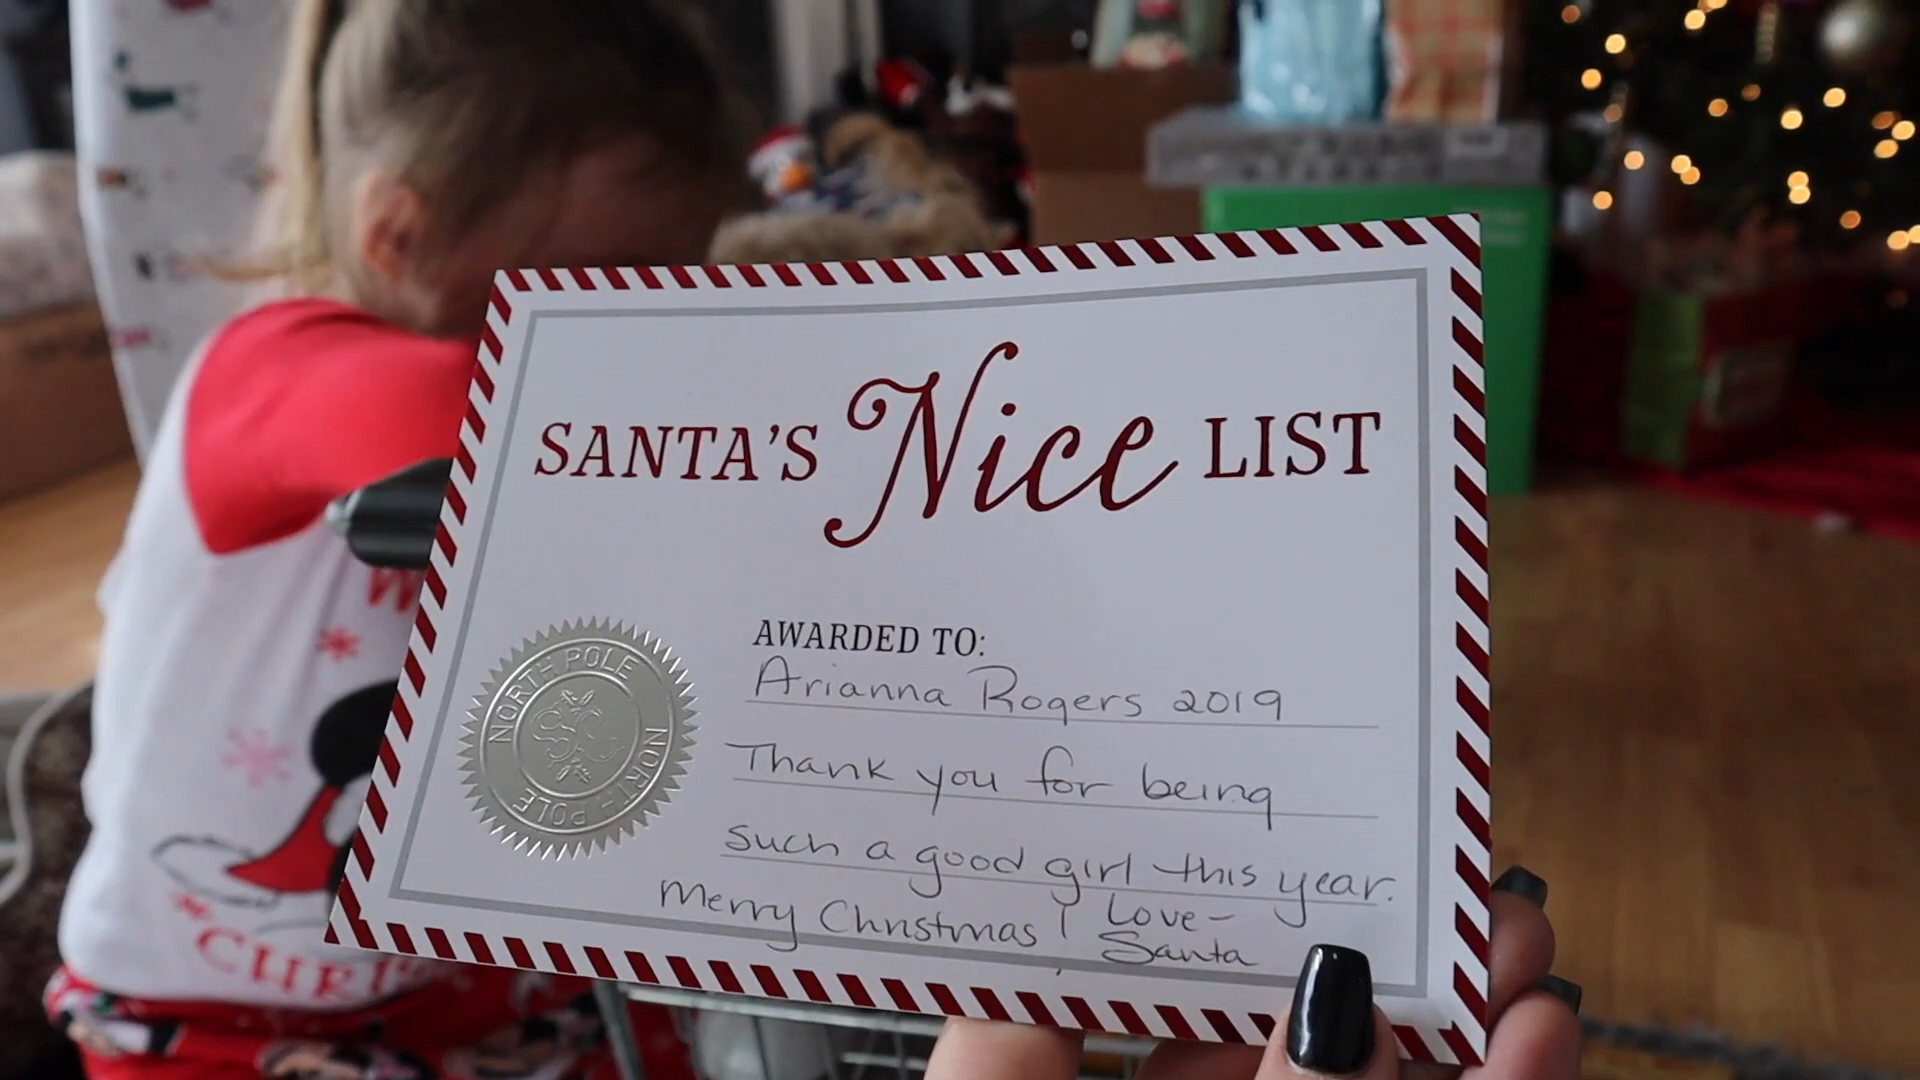 SANTA'S Nice LIST
AWARDED TO:
Arianna Rogers 2019
Thank you for being
such a good girl this year.
Merry Christmas! Love-
Santa
NORTH POLE
NORTH POLE